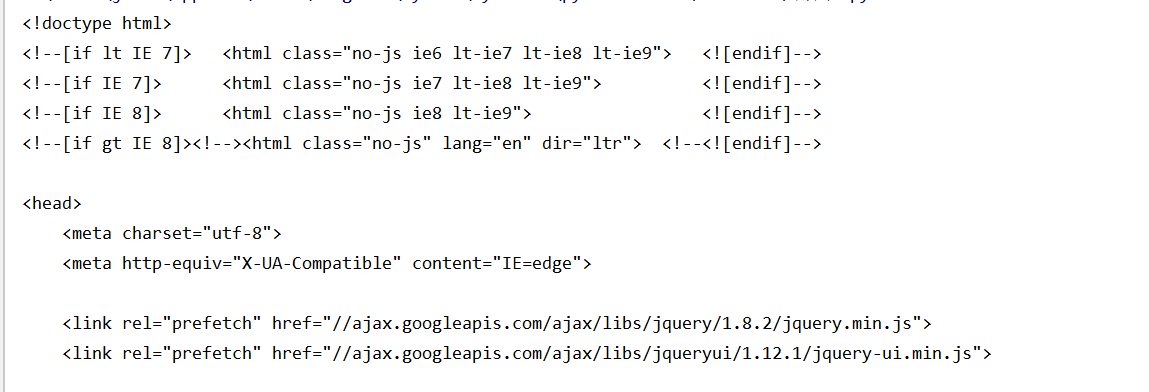 <!doctype html>
<!--[if lt IE 7]>   <html class="no-js ie6 lt-ie7 lt-ie8 lt-ie9">   <![endif]-->
<!--[if IE 7]>      <html class="no-js ie7 lt-ie8 lt-ie9">          <![endif]-->
<!--[if IE 8]>      <html class="no-js ie8 lt-ie9">                 <![endif]-->
<!--[if gt IE 8]><!--><html class="no-js" lang="en" dir="ltr">  <!--<![endif]-->
<head>
    <meta charset="utf-8">
    <meta http-equiv="X-UA-Compatible" content="IE=edge">
    <link rel="prefetch" href="//ajax.googleapis.com/ajax/libs/jquery/1.8.2/jquery.min.js">
    <link rel="prefetch" href="//ajax.googleapis.com/ajax/libs/jqueryui/1.12.1/jquery-ui.min.js">